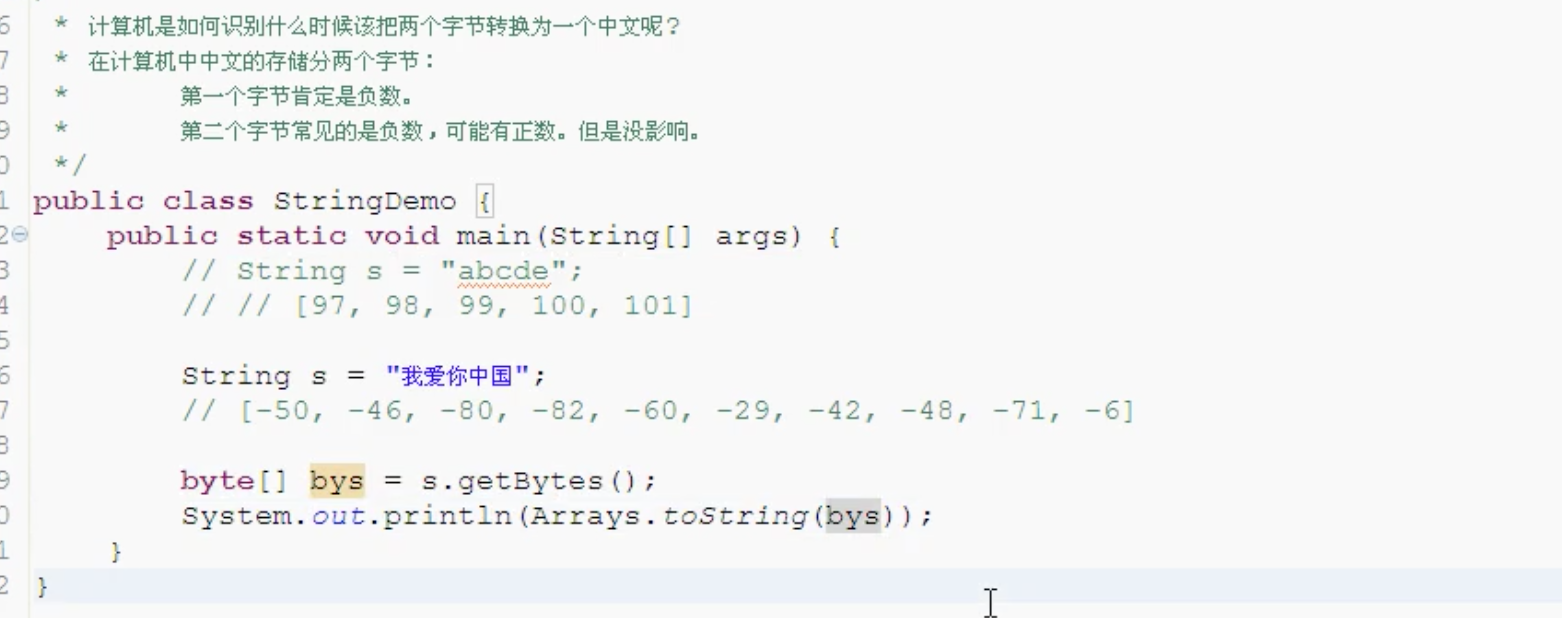 6 * 计算机是如何识别什么时候该把两个字节转换为一个中文呢?
7 * 在计算机中中文的存储分两个字节:
8 * 第一个字节肯定是负数。
9 * 第二个字节常见的是负数,可能有正数。但是没影响。
0 */
1 public class StringDemo {
2 public static void main(String[] args) {
3 // String s = "abcde";
4 // // [97, 98, 99, 100, 101]
5
6 String s = "我爱你中国";
7 // [-50, -46, -80, -82, -60, -29, -42, -48, -71, -6]
8
9 byte[] bys = s.getBytes();
0 System.out.println(Arrays.toString(bys));
1 }
2 }